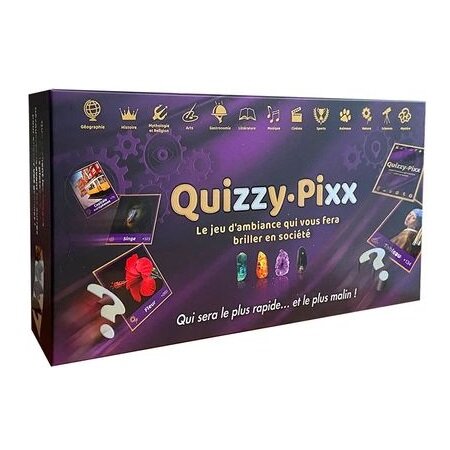 Géographie
Histoire
Mythologie
et Religion
Arts
Gastronomie
Littérature
Musique
Cinéma
Sports
Animaux
Nature
Sciences
Mystère
Quizzy•Pixx
Le jeu d'ambiance qui vous fera
briller en société
Singe
Fleur
Quizzy-Pixx
Tableau
Qui sera le plus rapide... et le plus malin !